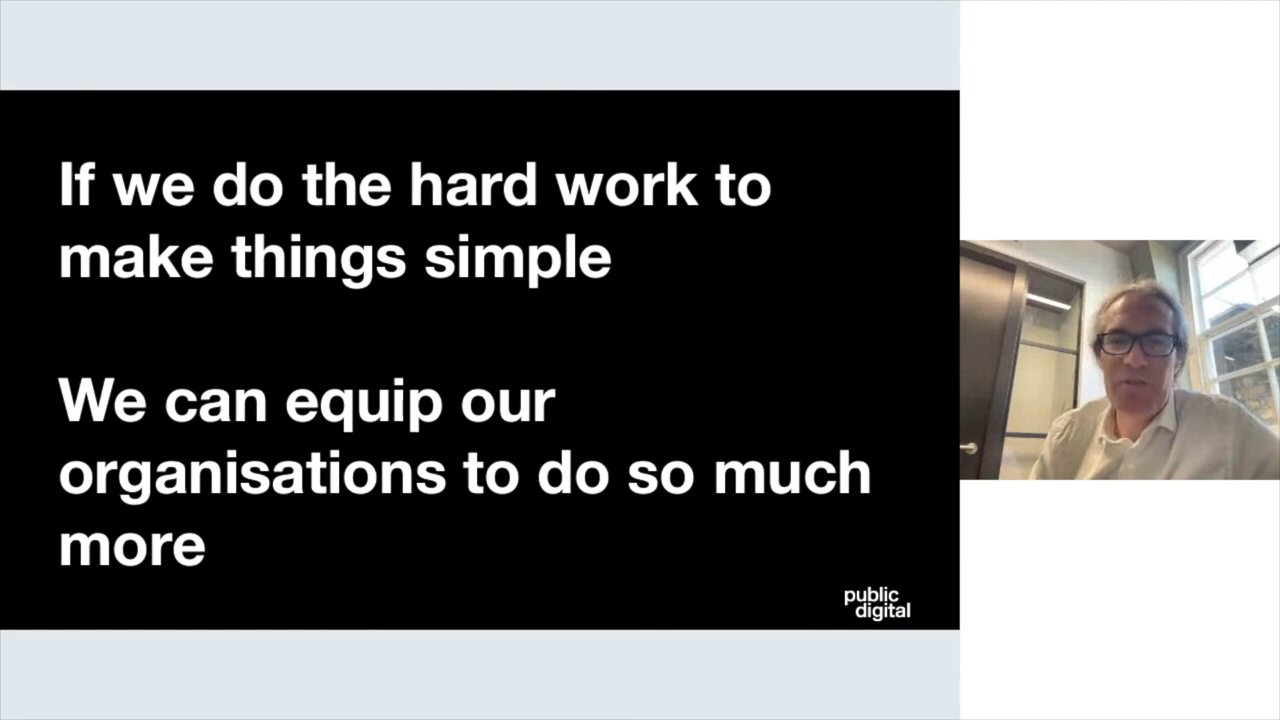 If we do the hard work to
make things simple
We can equip our
organisations to do so much
more
public
digital